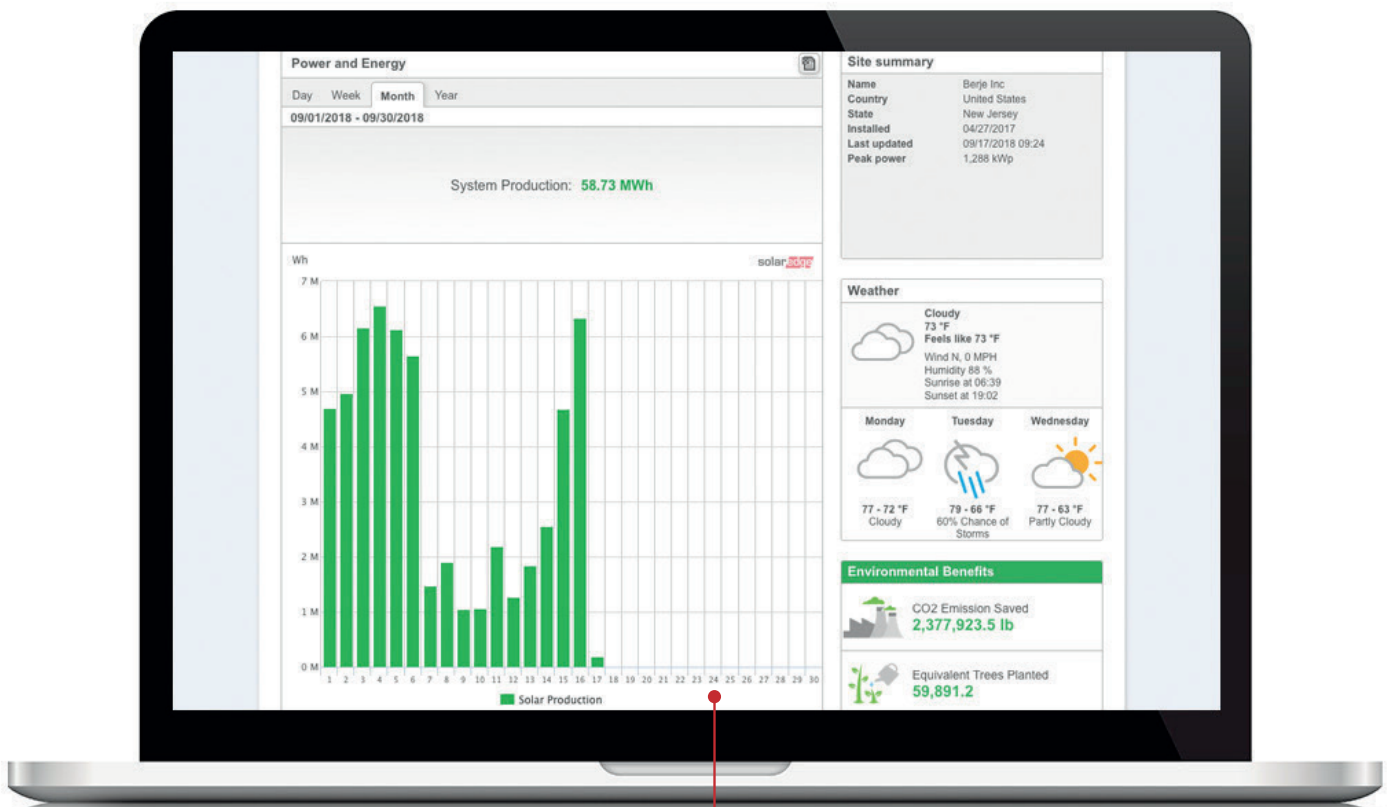 Power and Energy
Day Week Month Year
09/01/2018 - 09/30/2018
System Production: 58.73 MWh
Wh
solaredge
7 M
6 M
5 M
4 M
3 M
2 M
1 M
0 M
1 2 3 4 5 6 7 8 9 10 11 12 13 14 15 16 17 18 19 20 21 22 23 24 25 26 27 28 29 30
Solar Production
Site summary
Name Berje Inc
Country United States
State New Jersey
Installed 04/27/2017
Last updated 09/17/2018 09:24
Peak power 1,288 kWp
Weather
Cloudy
73 °F
Feels like 73 °F
Wind N, 0 MPH
Humidity 88 %
Sunrise at 06:39
Sunset at 19:02
Monday Tuesday Wednesday
77 - 72 °F 79 - 66 °F 77 - 63 °F
Cloudy 60% Chance of Partly Cloudy
Storms
Environmental Benefits
CO2 Emission Saved
2,377,923.5 lb
Equivalent Trees Planted
59,891.2